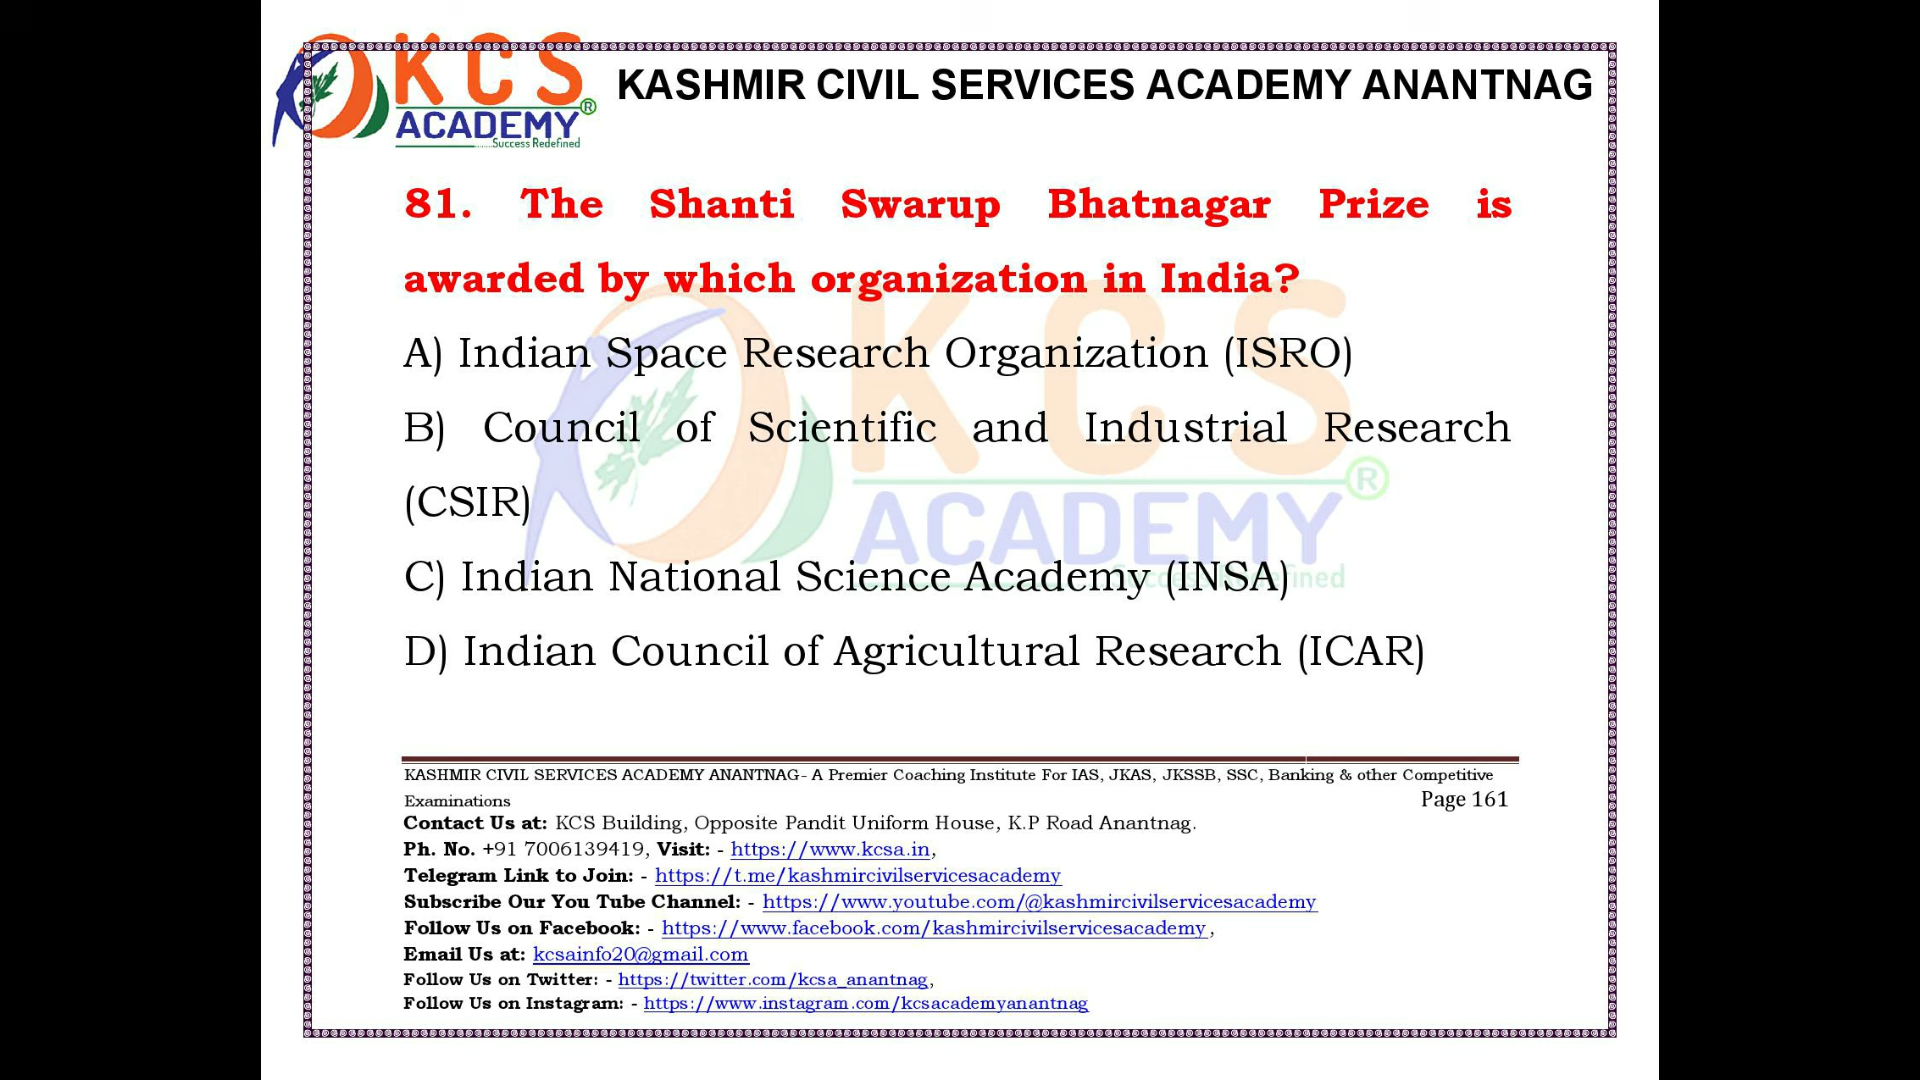 KCS
ACADEMY®
......Success Redefined
KASHMIR CIVIL SERVICES ACADEMY ANANTNAG
81. The Shanti Swarup Bhatnagar Prize is
awarded by which organization in India?
A) Indian Space Research Organization (ISRO)
B) Council of Scientific and Industrial Research
(CSIR)
C) Indian National Science Academy (INSA)
D) Indian Council of Agricultural Research (ICAR)
KCS
ACADEMY®
Success Redefined
KASHMIR CIVIL SERVICES ACADEMY ANANTNAG- A Premier Coaching Institute For IAS, JKAS, JKSSB, SSC, Banking & other Competitive
Examinations Page 161
Contact Us at: KCS Building, Opposite Pandit Uniform House, K.P Road Anantnag.
Ph. No. +91 7006139419, Visit: - https://www.kcsa.in,
Telegram Link to Join: - https://t.me/kashmircivilservicesacademy
Subscribe Our You Tube Channel: - https://www.youtube.com/@kashmircivilservicesacademy
Follow Us on Facebook: - https://www.facebook.com/kashmircivilservicesacademy,
Email Us at: kcsainfo20@gmail.com
Follow Us on Twitter: - https://twitter.com/kcsa_anantnag,
Follow Us on Instagram: - https://www.instagram.com/kcsacademyanantnag